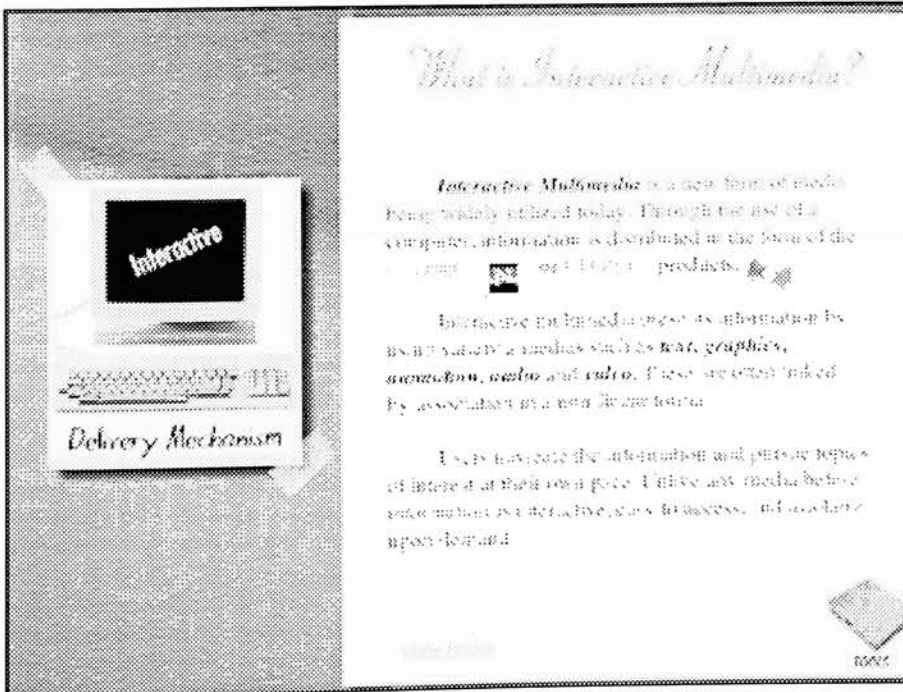 What is Interactive Multimedia?
Interactive
Delivery Mechanism
Interactive Multimedia is a new form of media
being widely utilized today. Through the use of a
computer, information is distributed in the form of the
or products.
Interactive multimedia presents information by
using variety a medias such as text, graphics,
animation, audio and video. These are often linked
by association in a non linear format
Users navigate the information and pursue topics
of interest at their own pace. Unlike any media before
information is interactive, easy to access, and available
upon demand